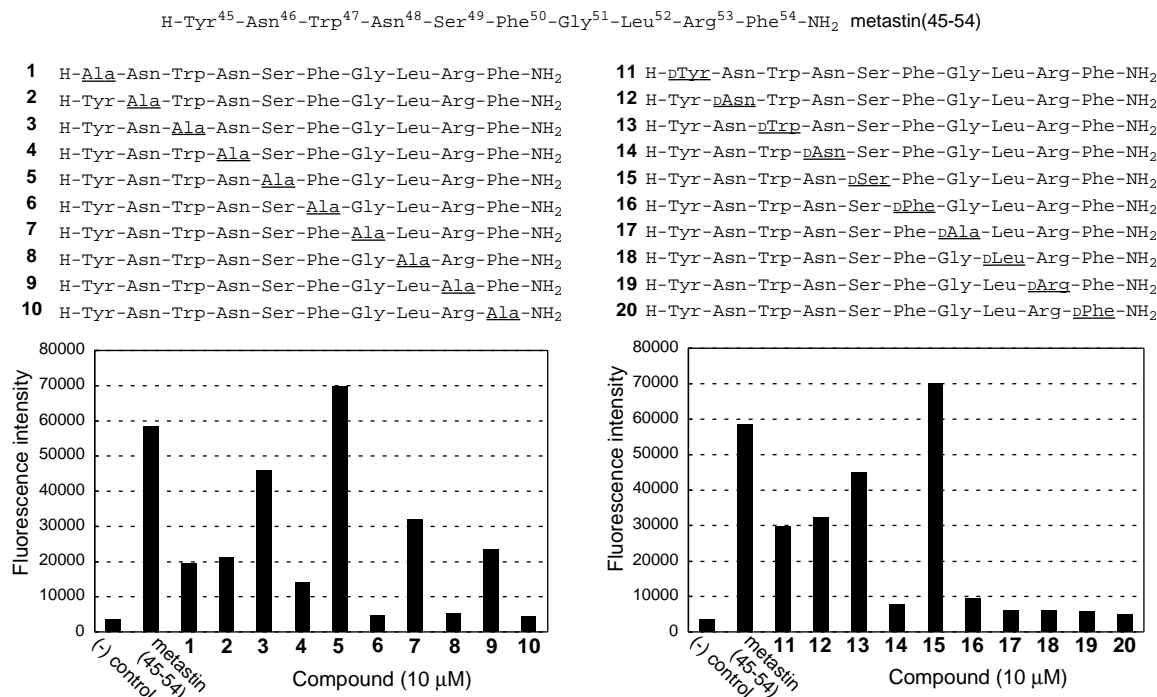 H-Tyr45-Asn46-Trp47-Asn48-Ser49-Phe50-Gly51-Leu52-Arg53-Phe54-NH2 metastin(45-54)
1 H-Ala-Asn-Trp-Asn-Ser-Phe-Gly-Leu-Arg-Phe-NH2
2 H-Tyr-Ala-Trp-Asn-Ser-Phe-Gly-Leu-Arg-Phe-NH2
3 H-Tyr-Asn-Ala-Asn-Ser-Phe-Gly-Leu-Arg-Phe-NH2
4 H-Tyr-Asn-Trp-Ala-Ser-Phe-Gly-Leu-Arg-Phe-NH2
5 H-Tyr-Asn-Trp-Asn-Ala-Phe-Gly-Leu-Arg-Phe-NH2
6 H-Tyr-Asn-Trp-Asn-Ser-Ala-Gly-Leu-Arg-Phe-NH2
7 H-Tyr-Asn-Trp-Asn-Ser-Phe-Ala-Leu-Arg-Phe-NH2
8 H-Tyr-Asn-Trp-Asn-Ser-Phe-Gly-Ala-Arg-Phe-NH2
9 H-Tyr-Asn-Trp-Asn-Ser-Phe-Gly-Leu-Ala-Phe-NH2
10 H-Tyr-Asn-Trp-Asn-Ser-Phe-Gly-Leu-Arg-Ala-NH2
11 H-DTyr-Asn-Trp-Asn-Ser-Phe-Gly-Leu-Arg-Phe-NH2
12 H-Tyr-DAsn-Trp-Asn-Ser-Phe-Gly-Leu-Arg-Phe-NH2
13 H-Tyr-Asn-DTrp-Asn-Ser-Phe-Gly-Leu-Arg-Phe-NH2
14 H-Tyr-Asn-Trp-DAsn-Ser-Phe-Gly-Leu-Arg-Phe-NH2
15 H-Tyr-Asn-Trp-Asn-DSer-Phe-Gly-Leu-Arg-Phe-NH2
16 H-Tyr-Asn-Trp-Asn-Ser-DPhe-Gly-Leu-Arg-Phe-NH2
17 H-Tyr-Asn-Trp-Asn-Ser-Phe-DAla-Leu-Arg-Phe-NH2
18 H-Tyr-Asn-Trp-Asn-Ser-Phe-Gly-DLeu-Arg-Phe-NH2
19 H-Tyr-Asn-Trp-Asn-Ser-Phe-Gly-Leu-DArg-Phe-NH2
20 H-Tyr-Asn-Trp-Asn-Ser-Phe-Gly-Leu-Arg-DPhe-NH2
Fluorescence intensity
80000
70000
60000
50000
40000
30000
20000
10000
0
(-) control
metastin
(45-54)
1 2 3 4 5 6 7 8 9 10
Compound (10 μM)
Fluorescence intensity
80000
70000
60000
50000
40000
30000
20000
10000
0
(-) control
metastin
(45-54)
11 12 13 14 15 16 17 18 19 20
Compound (10 μM)